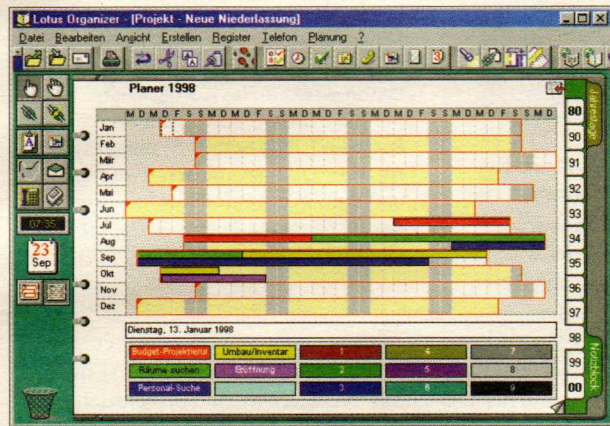 Lotus Organizer - [Projekt - Neue Niederlassung]
Datei Bearbeiten Ansicht Erstellen Register Telefon Planung ?
Planer 1998
M D M D F S S M D M D F S S M D M D F S S M D M D F S S M D M D F S S M D
Jan
Feb
Mär
Apr
Mai
Jun
Jul
Aug
Sep
Okt
Nov
Dez
07:35
23
Sep
Dienstag, 13. Januar 1998
Umbau/Inventar 1 4 7
Räume suchen Eröffnung 2 5 8
Personal-Suche 3 6 9
80
90
91
92
93
94
95
96
97
98
99
00
Jahrestage
Notizblock